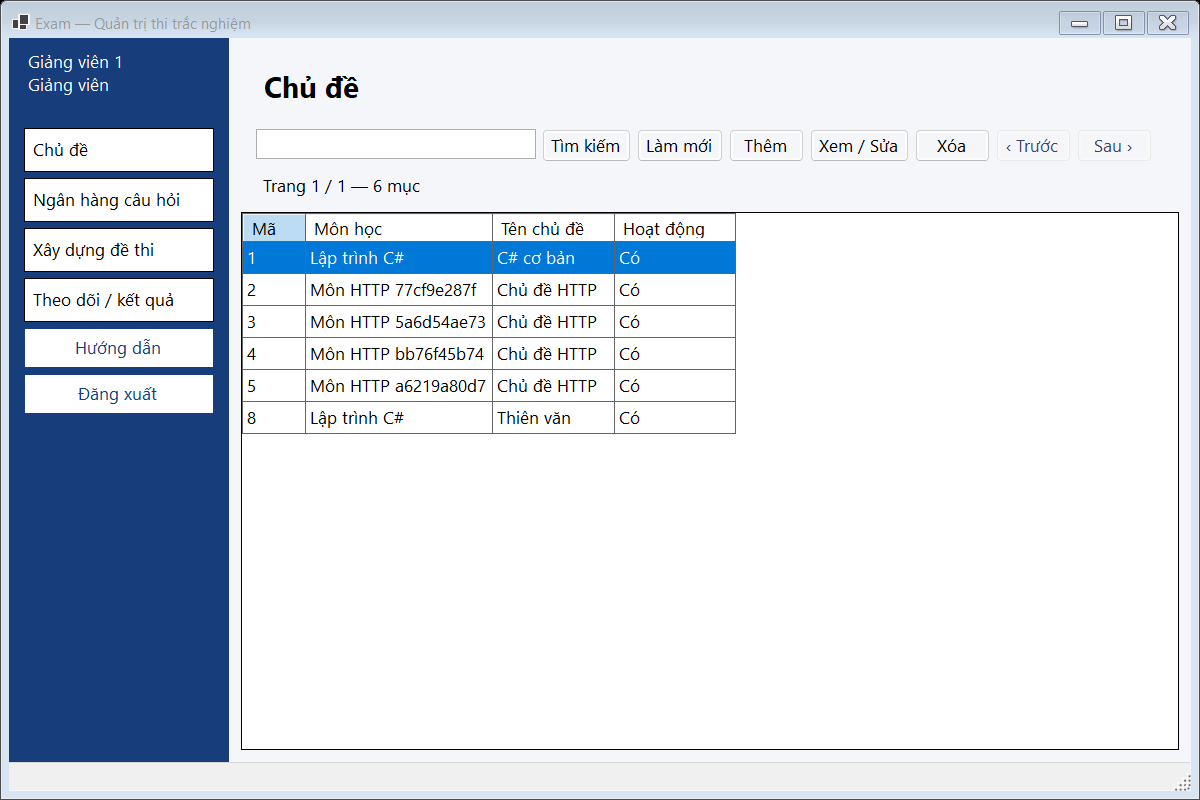 Exam — Quản trị thi trắc nghiệm
Giảng viên 1
Giảng viên
Chủ đề
Ngân hàng câu hỏi
Xây dựng đề thi
Theo dõi / kết quả
Hướng dẫn
Đăng xuất
Chủ đề
Tìm kiếm Làm mới Thêm Xem / Sửa Xóa ‹ Trước Sau ›
Trang 1 / 1 — 6 mục
Mã Môn học Tên chủ đề Hoạt động
1 Lập trình C# C# cơ bản Có
2 Môn HTTP 77cf9e287f Chủ đề HTTP Có
3 Môn HTTP 5a6d54ae73 Chủ đề HTTP Có
4 Môn HTTP bb76f45b74 Chủ đề HTTP Có
5 Môn HTTP a6219a80d7 Chủ đề HTTP Có
8 Lập trình C# Thiên văn Có